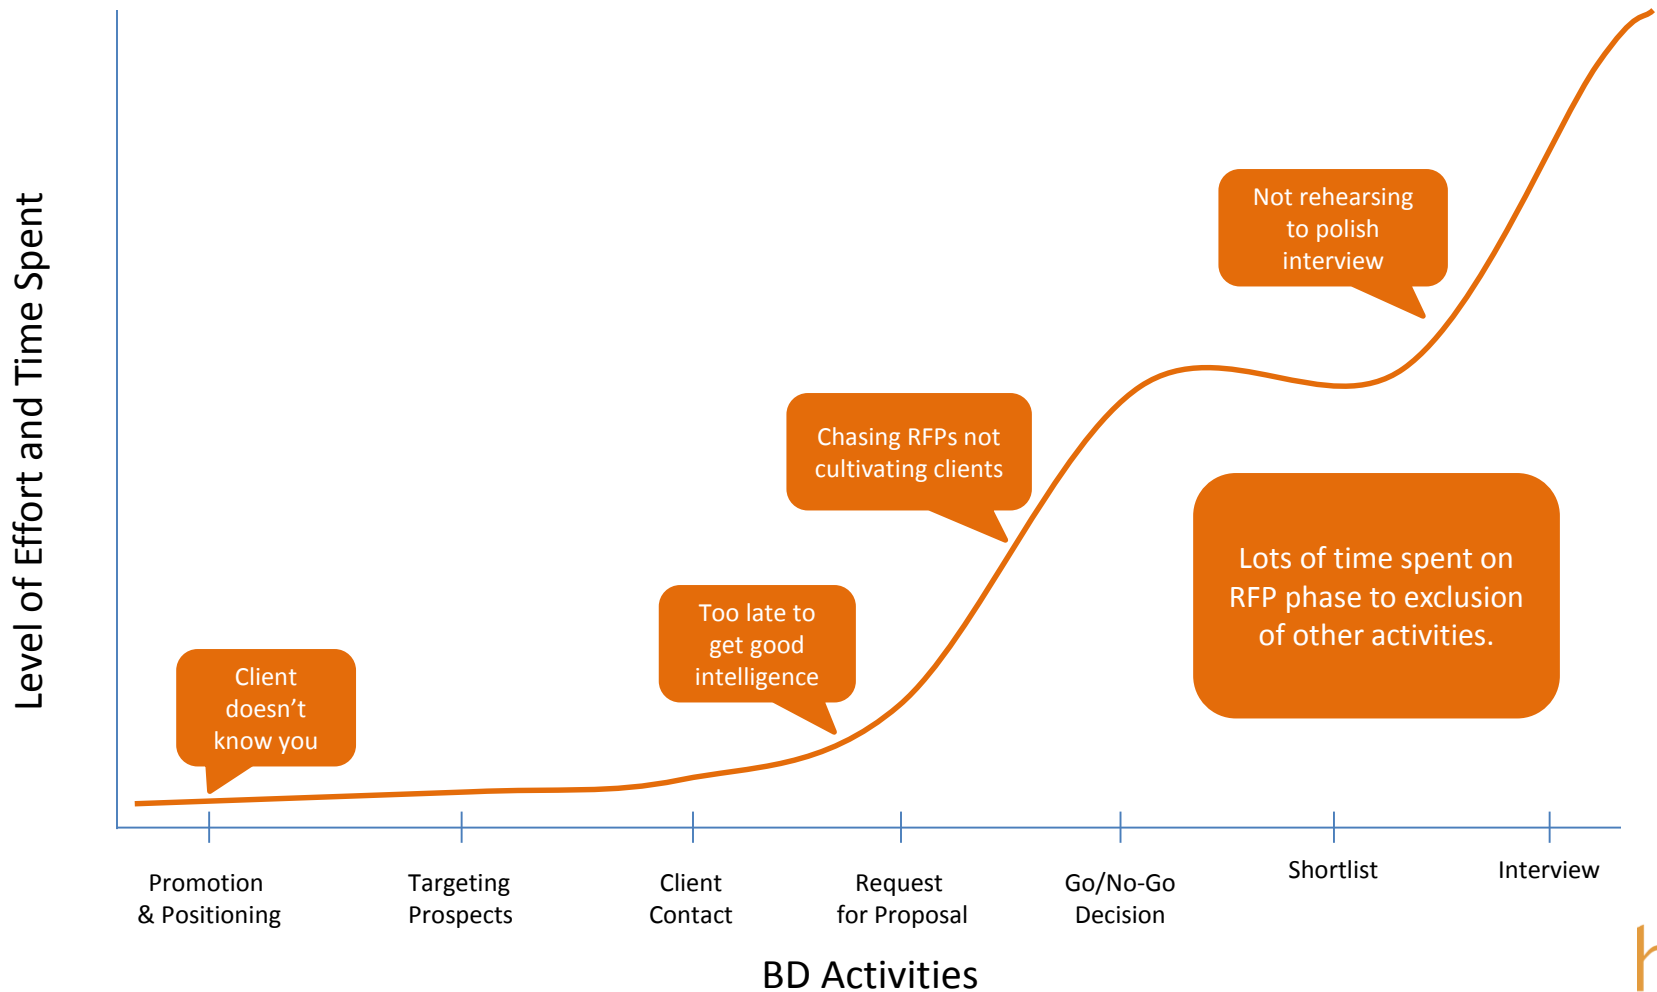 Level of Effort and Time Spent
Not rehearsing
to polish
interview
Chasing RFPs not
cultivating clients
Lots of time spent on
RFP phase to exclusion
of other activities.
Too late to
get good
intelligence
Client
doesn’t
know you
Promotion
& Positioning
Targeting
Prospects
Client
Contact
Request
for Proposal
Go/No-Go
Decision
Shortlist
Interview
BD Activities